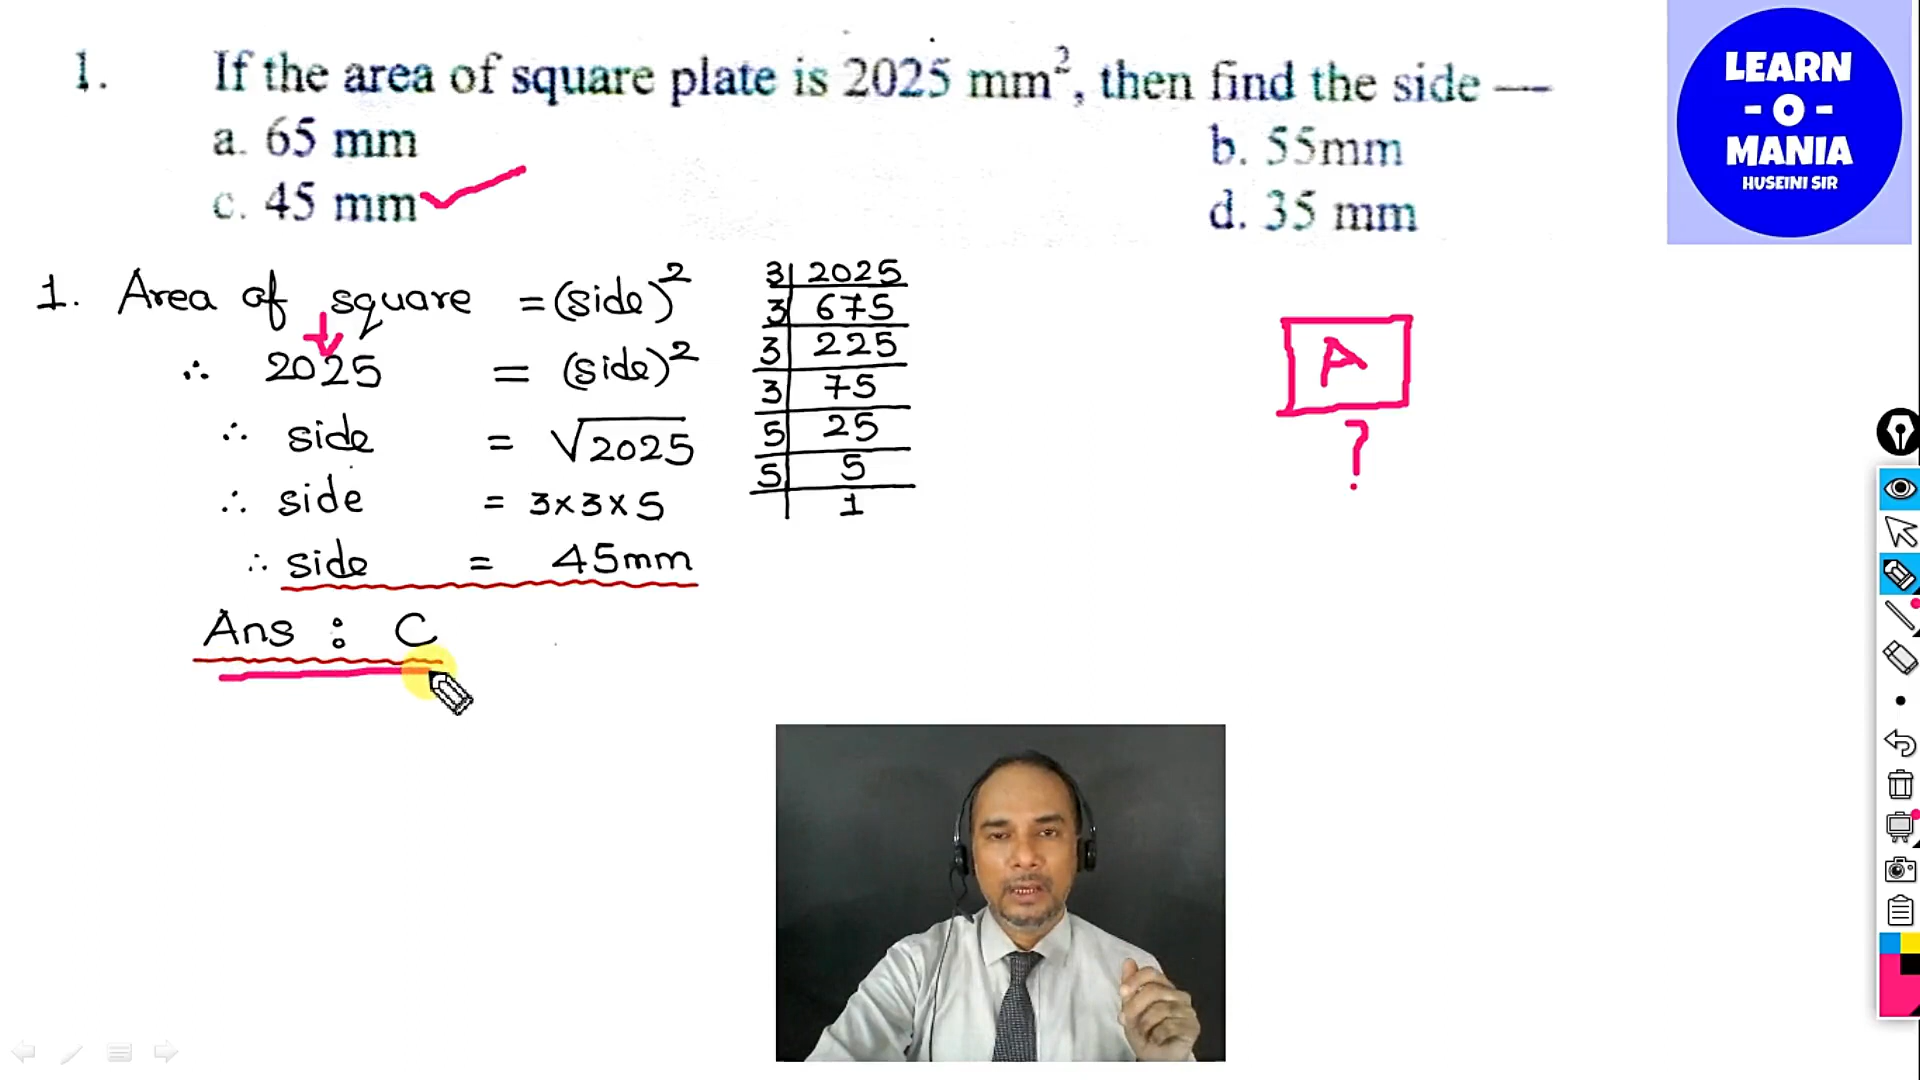 1. If the area of square plate is 2025 mm², then find the side —
a. 65 mm
b. 55mm
c. 45 mm
d. 35 mm
LEARN
- O -
MANIA
HUSEINI SIR
1. Area of square = (side)²
∴ 2025 = (side)²
∴ side = √2025
∴ side = 3×3×5
∴ side = 45mm
Ans : C
3 | 2025
3 | 675
3 | 225
3 | 75
5 | 25
5 | 5
| 1
A
?